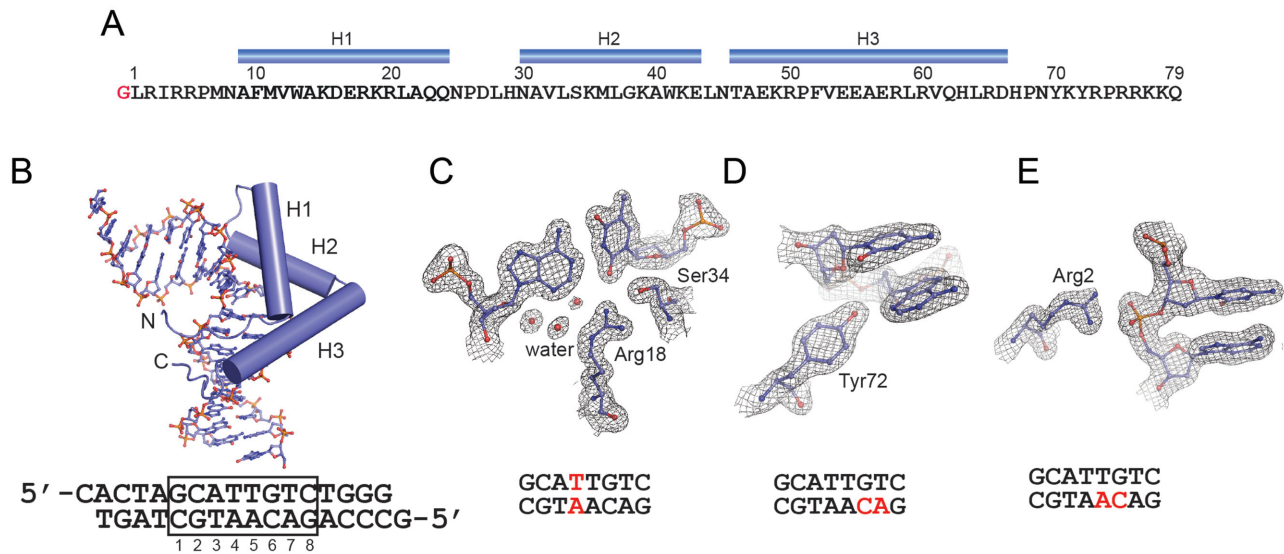 A
H1 H2 H3
1 10 20 30 40 50 60 70 79
GLRIRRPMNAFMVWAKDERKRLAQQNPDLHNAVLSKMLGKAWKELNTAEKRPFVEEAERLRVQHLRDHPNYKYRPRRKKQ
B
H1
H2
N
H3
C
5'-CACTAGCATTGTCTGGG
TGATCGTAACAGACCCG-5'
1 2 3 4 5 6 7 8
C
Ser34
water
Arg18
GCATTGTC
CGTAACAG
D
Tyr72
GCATTGTC
CGTAACAG
E
Arg2
GCATTGTC
CGTAACAG